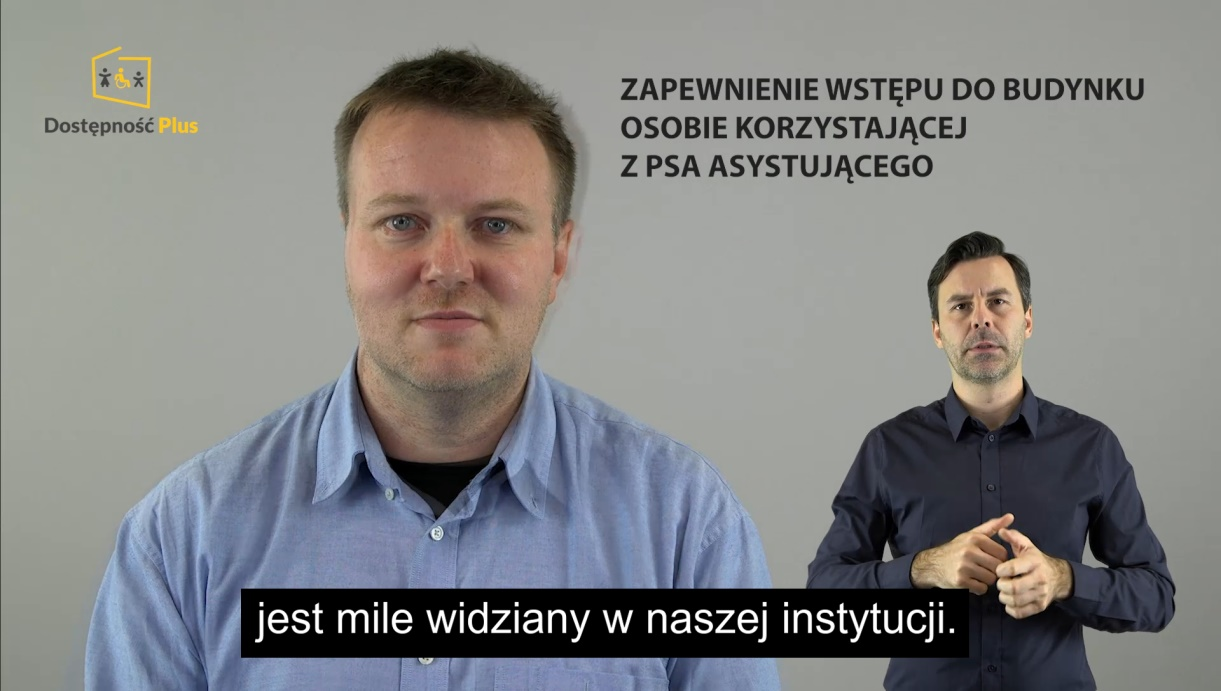 Dostępność Plus
ZAPEWNIENIE WSTĘPU DO BUDYNKU
OSOBIE KORZYSTAJĄCEJ
Z PSA ASYSTUJĄCEGO
jest mile widziany w naszej instytucji.